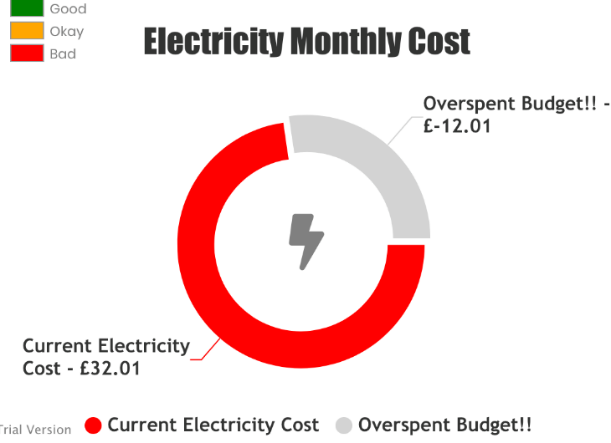 Good
Okay
Bad
Electricity Monthly Cost
Overspent Budget!! -
£-12.01
Current Electricity
Cost - £32.01
Trial Version
Current Electricity Cost
Overspent Budget!!